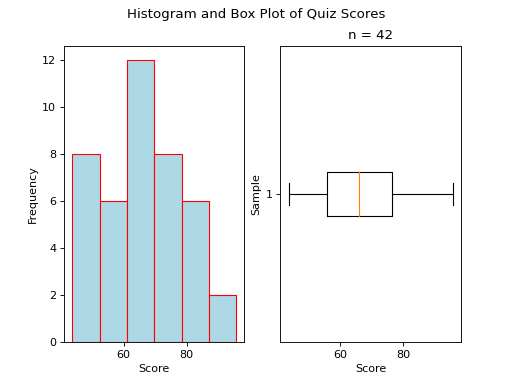 Histogram and Box Plot of Quiz Scores
n = 42
12
10
8
6
4
2
0
Frequency
60 80
Score
Sample
1
60 80
Score